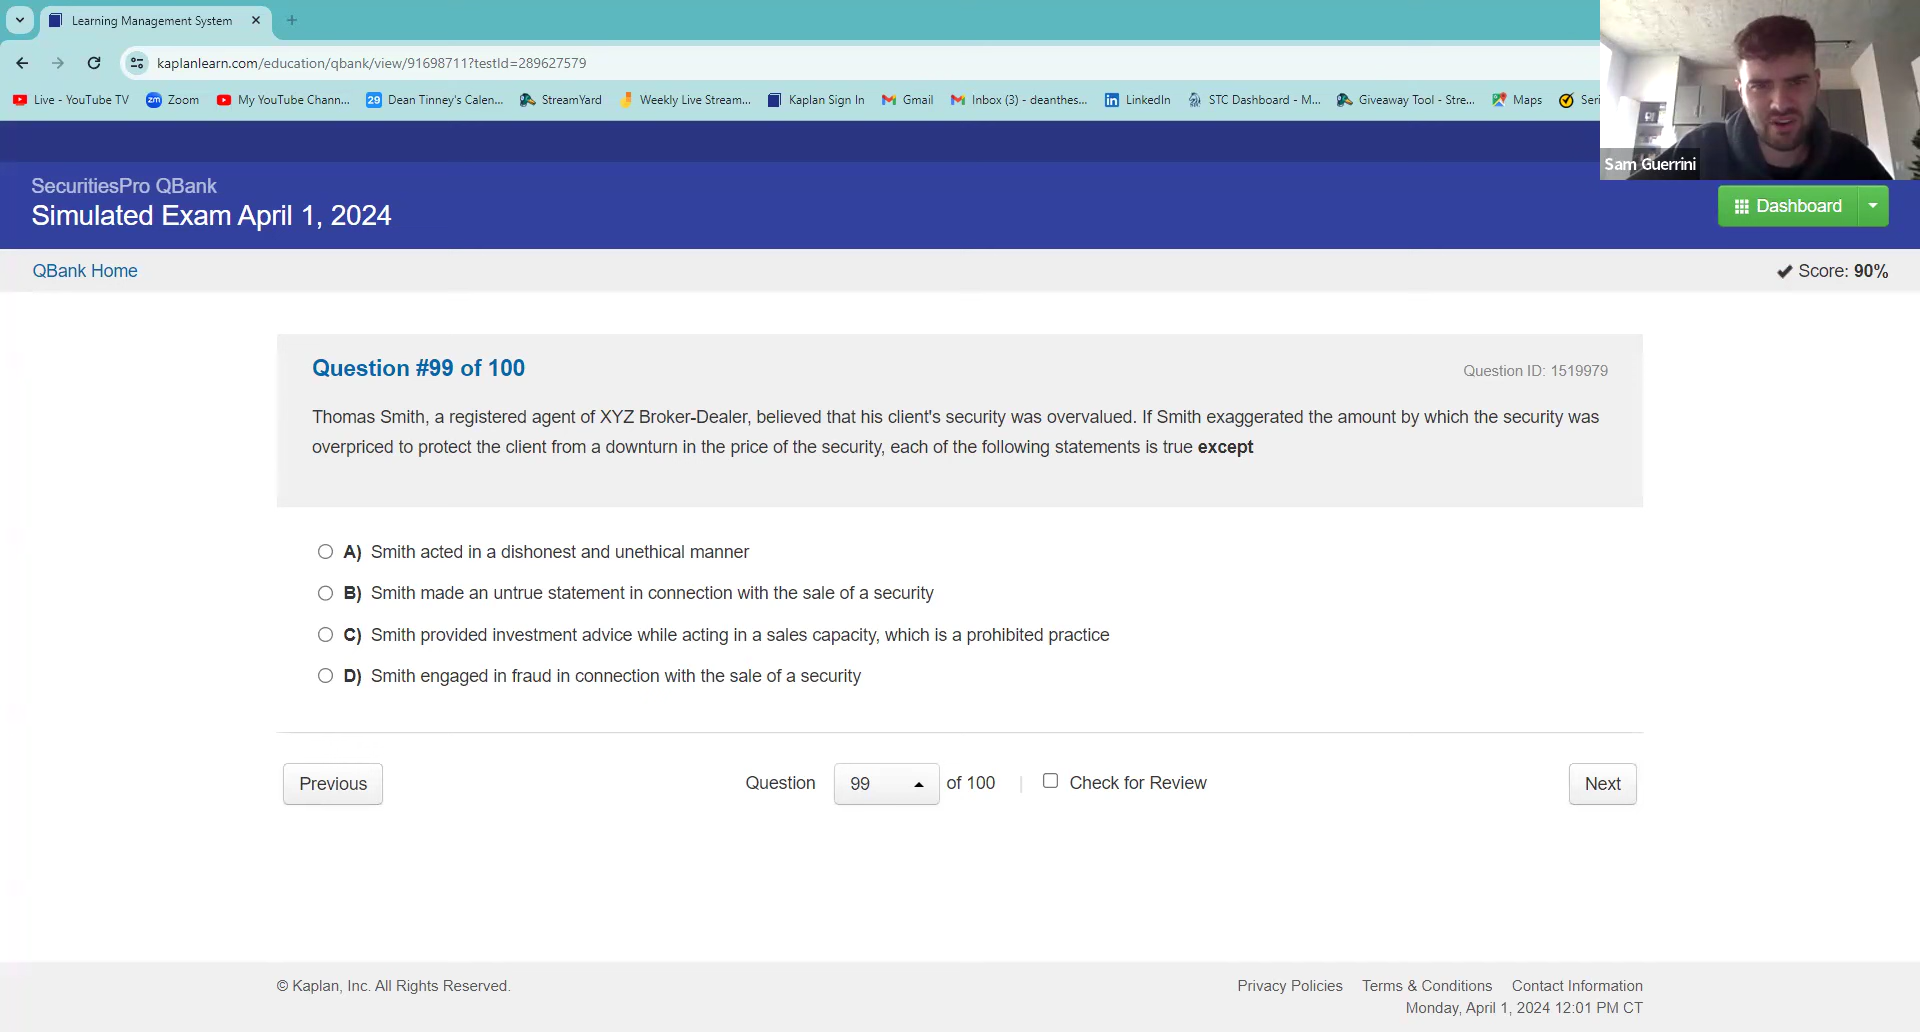 Learning Management System
kaplanlearn.com/education/qbank/view/91698711?testId=289627579
Live - YouTube TV Zoom My YouTube Chann... 29 Dean Tinney's Calen... StreamYard Weekly Live Stream... Kaplan Sign In Gmail Inbox (3) - deanthes... LinkedIn STC Dashboard - M... Giveaway Tool - Stre... Maps Seri
Sam Guerrini
SecuritiesPro QBank
Simulated Exam April 1, 2024
Dashboard
QBank Home
Score: 90%
Question #99 of 100
Question ID: 1519979
Thomas Smith, a registered agent of XYZ Broker-Dealer, believed that his client's security was overvalued. If Smith exaggerated the amount by which the security was
overpriced to protect the client from a downturn in the price of the security, each of the following statements is true except
A) Smith acted in a dishonest and unethical manner
B) Smith made an untrue statement in connection with the sale of a security
C) Smith provided investment advice while acting in a sales capacity, which is a prohibited practice
D) Smith engaged in fraud in connection with the sale of a security
Previous
Question 99 of 100 | Check for Review
Next
© Kaplan, Inc. All Rights Reserved.
Privacy Policies Terms & Conditions Contact Information
Monday, April 1, 2024 12:01 PM CT